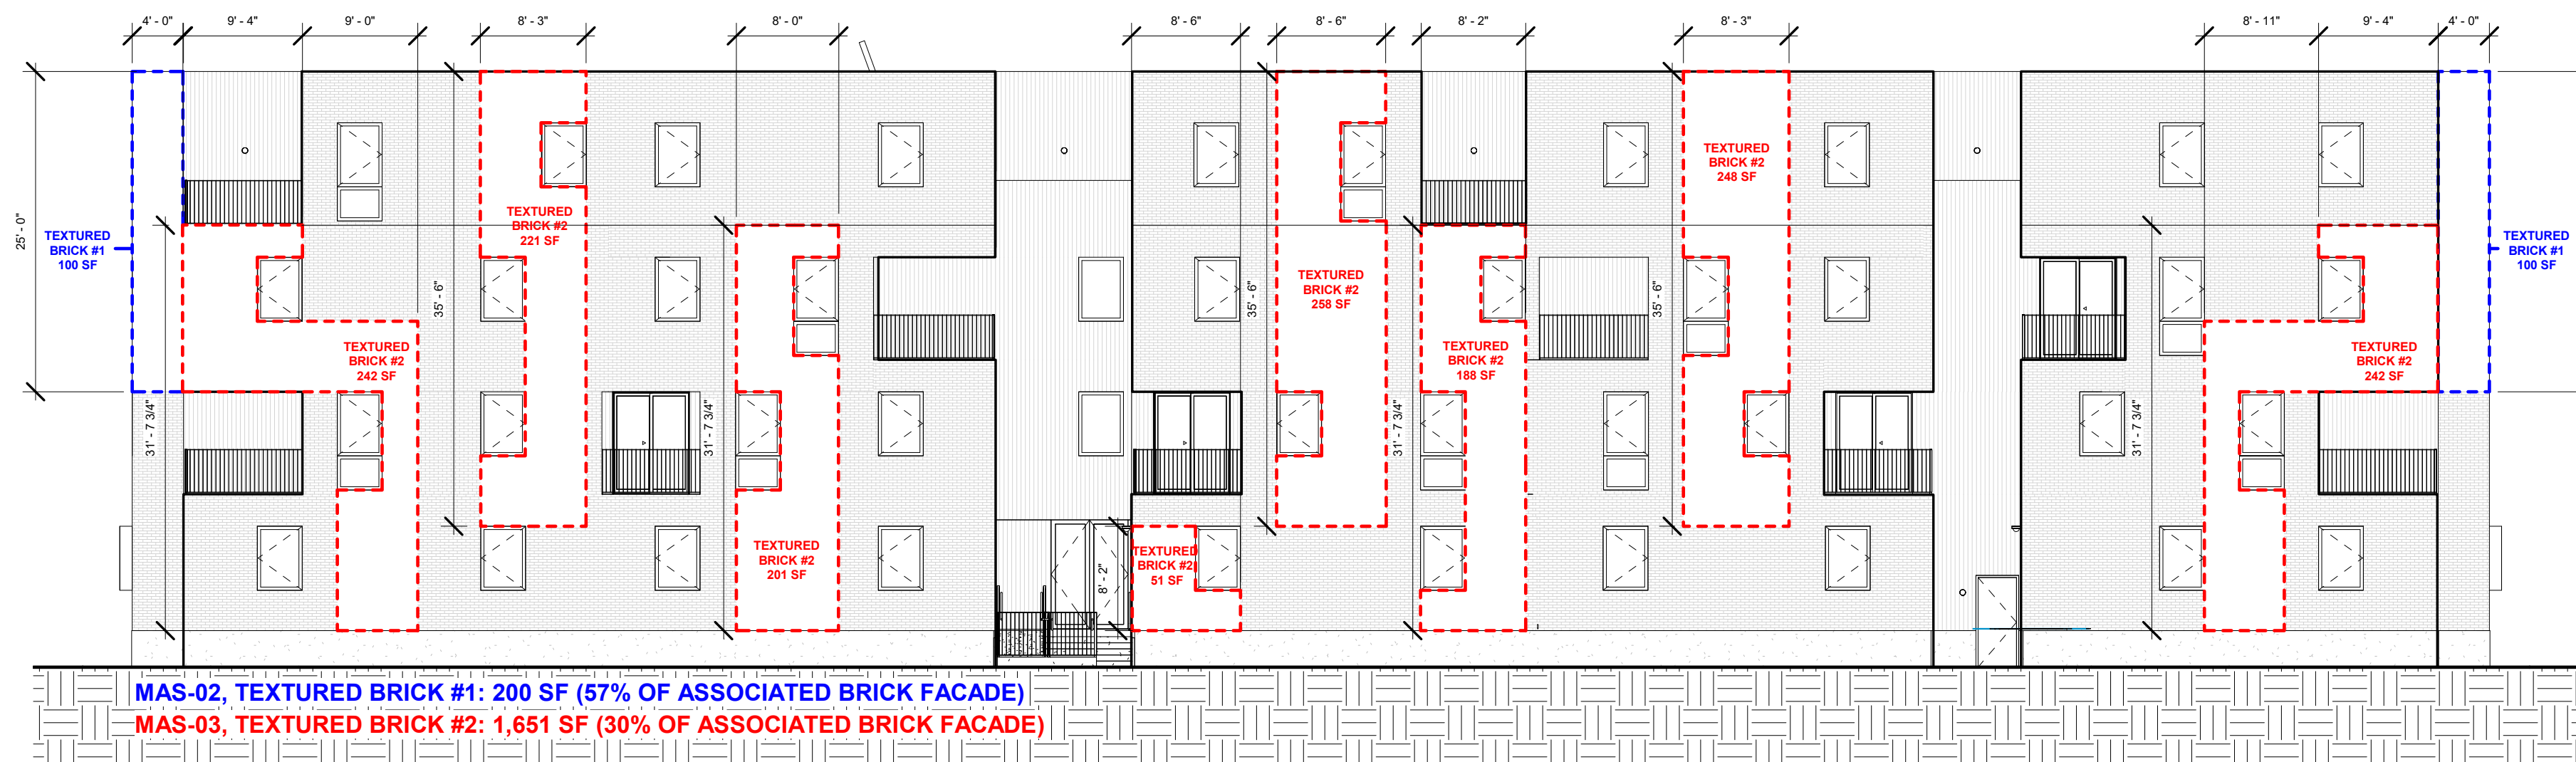 4' - 0"
9' - 4"
9' - 0"
8' - 3"
8' - 0"
8' - 6"
8' - 6"
8' - 2"
8' - 3"
8' - 11"
9' - 4"
4' - 0"
25' - 0"
TEXTURED
BRICK #1
100 SF
31' - 7 3/4"
TEXTURED
BRICK #2
242 SF
35' - 6"
TEXTURED
BRICK #2
221 SF
31' - 7 3/4"
TEXTURED
BRICK #2
201 SF
8' - 2"
TEXTURED
BRICK #2
51 SF
35' - 6"
TEXTURED
BRICK #2
258 SF
31' - 7 3/4"
TEXTURED
BRICK #2
188 SF
35' - 6"
TEXTURED
BRICK #2
248 SF
31' - 7 3/4"
TEXTURED
BRICK #2
242 SF
TEXTURED
BRICK #1
100 SF
MAS-02, TEXTURED BRICK #1: 200 SF (57% OF ASSOCIATED BRICK FACADE)
MAS-03, TEXTURED BRICK #2: 1,651 SF (30% OF ASSOCIATED BRICK FACADE)